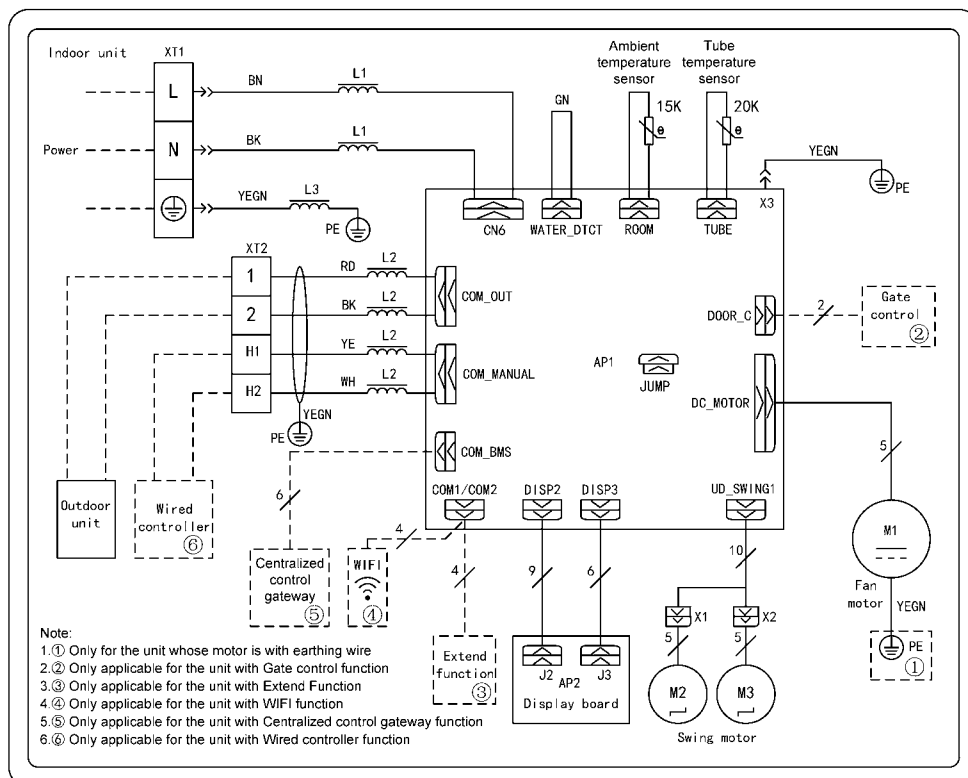 Indoor unit
XT1
Ambient
temperature
sensor
Tube
temperature
sensor
L
BN
L1
GN
15K
θ
20K
θ
Power
N
BK
L1
YEGN
PE
YEGN
L3
PE
X3
CN6
WATER_DTCT
ROOM
TUBE
XT2
1
RD
L2
COM_OUT
2
BK
L2
DOOR_C
2
Gate
control
②
H1
YE
L2
COM_MANUAL
AP1
JUMP
DC_MOTOR
H2
WH
L2
YEGN
PE
COM_BMS
5
6
COM1/COM2
DISP2
DISP3
UD_SWING1
Outdoor
unit
Wired
controller
⑥
4
WIFI
④
Centralized
control
gateway
⑤
4
9
6
10
M1
Fan
motor
YEGN
PE
①
X1
X2
5
5
Extend
function
③
J2
J3
AP2
Display board
M2
M3
Swing motor
Note:
1.① Only for the unit whose motor is with earthing wire
2.② Only applicable for the unit with Gate control function
3.③ Only applicable for the unit with Extend Function
4.④ Only applicable for the unit with WIFI function
5.⑤ Only applicable for the unit with Centralized control gateway function
6.⑥ Only applicable for the unit with Wired controller function